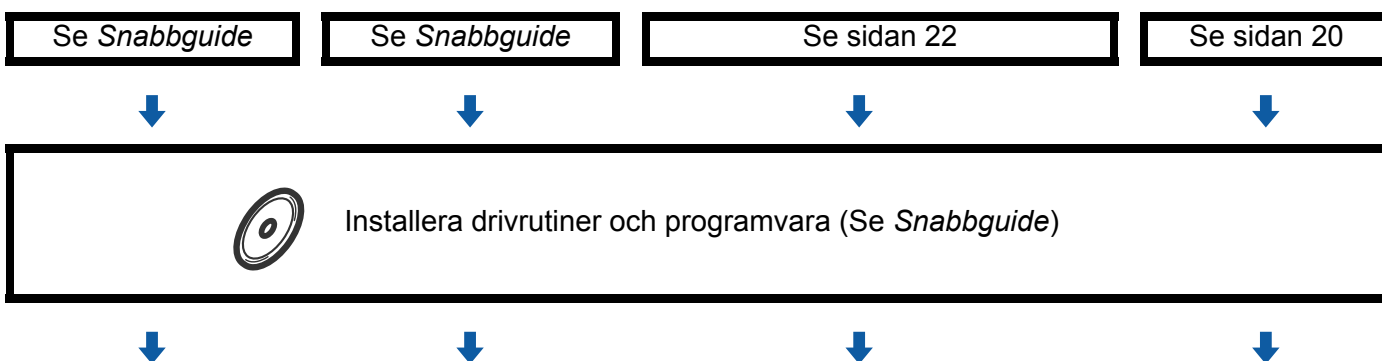 Se Snabbguide
Se Snabbguide
Se sidan 22
Se sidan 20
Installera drivrutiner och programvara (Se Snabbguide)